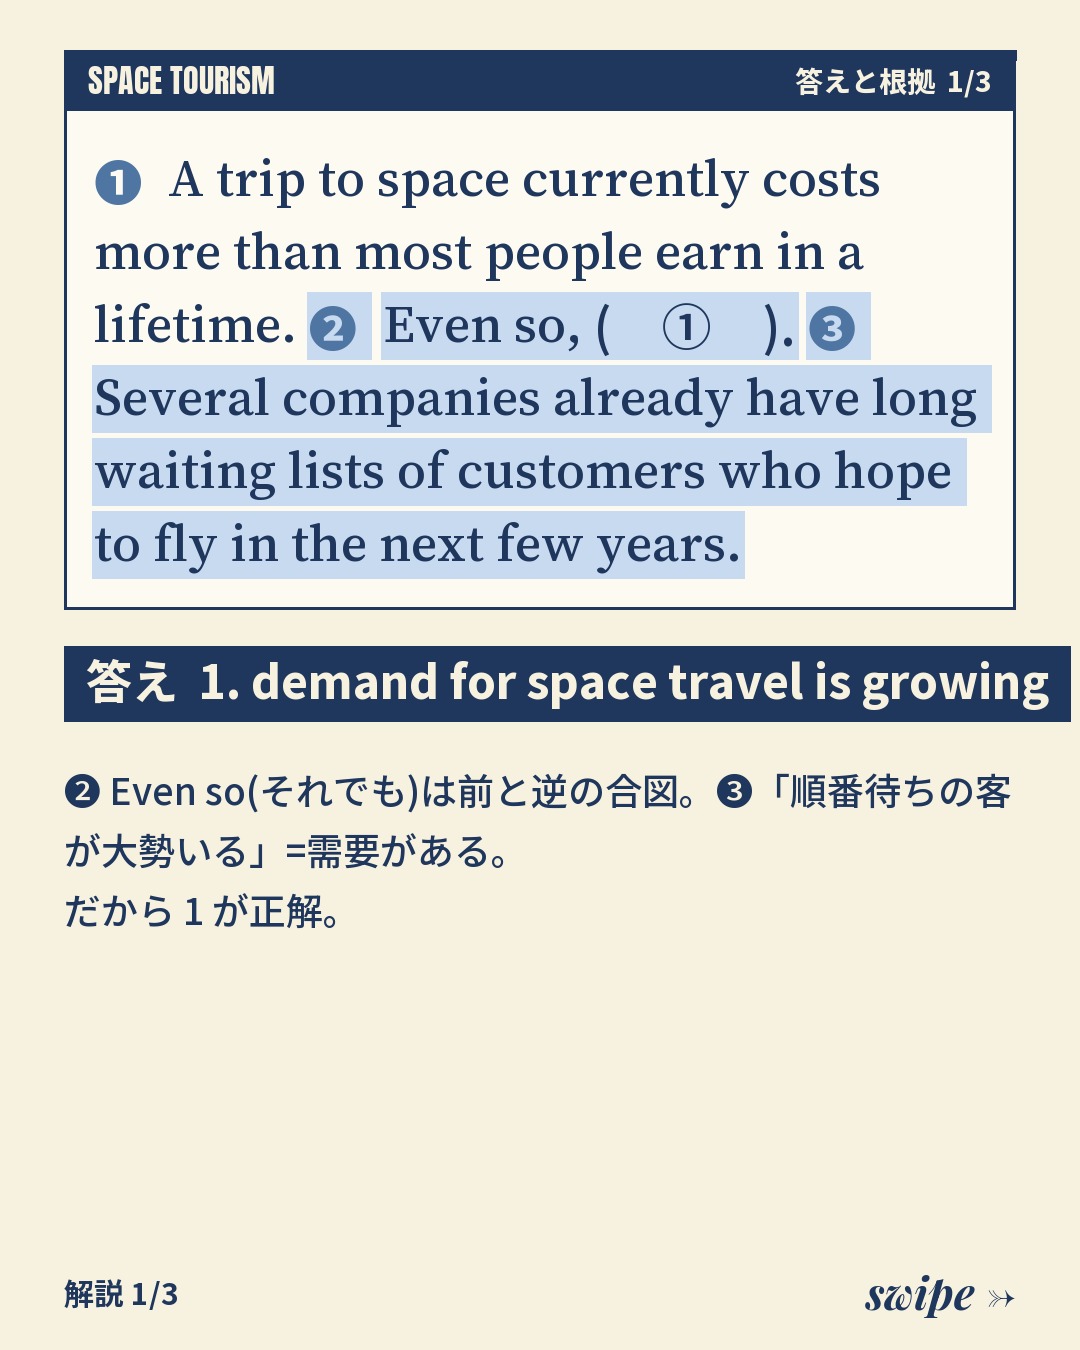 SPACE TOURISM
答えと根拠 1/3
❶ A trip to space currently costs
more than most people earn in a
lifetime. ❷ Even so, ( ① ). ❸
Several companies already have long
waiting lists of customers who hope
to fly in the next few years.
答え 1. demand for space travel is growing
❷ Even so(それでも)は前と逆の合図。❸「順番待ちの客
が大勢いる」=需要がある。
だから 1 が正解。
解説 1/3
swipe